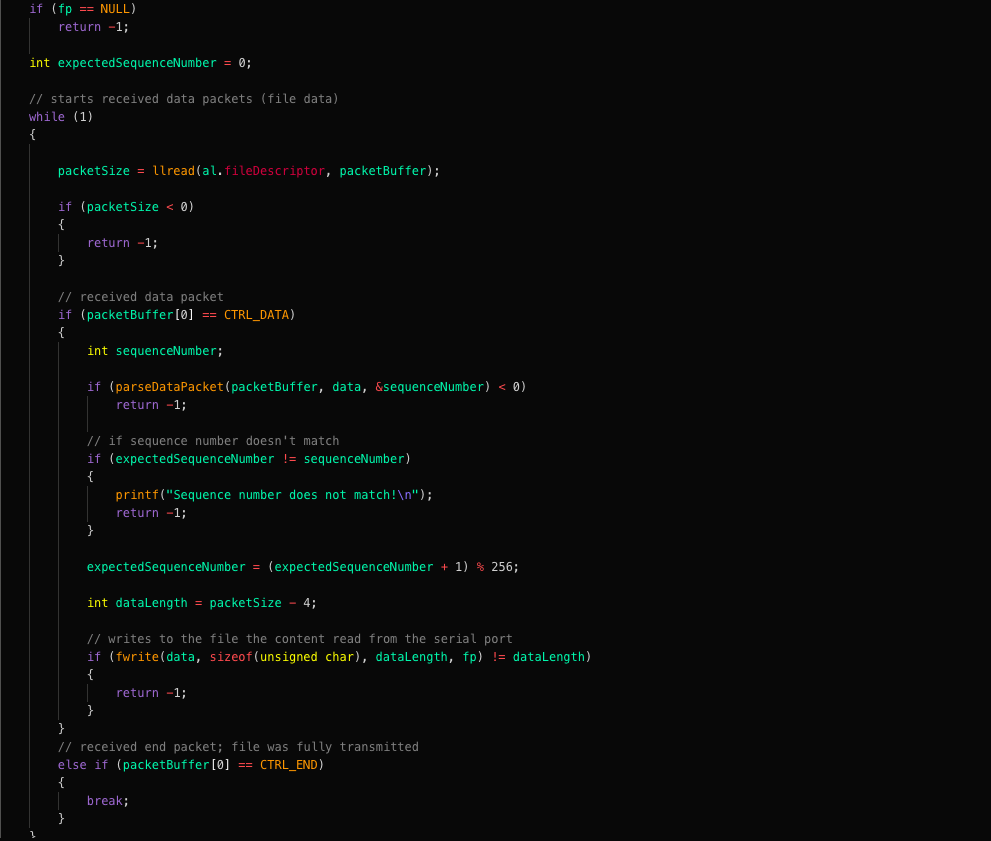 if (fp == NULL)
return -1;
int expectedSequenceNumber = 0;
// starts received data packets (file data)
while (1)
{
packetSize = llread(al.fileDescriptor, packetBuffer);
if (packetSize < 0)
{
return -1;
}
// received data packet
if (packetBuffer[0] == CTRL_DATA)
{
int sequenceNumber;
if (parseDataPacket(packetBuffer, data, &sequenceNumber) < 0)
return -1;
// if sequence number doesn't match
if (expectedSequenceNumber != sequenceNumber)
{
printf("Sequence number does not match!\n");
return -1;
}
expectedSequenceNumber = (expectedSequenceNumber + 1) % 256;
int dataLength = packetSize - 4;
// writes to the file the content read from the serial port
if (fwrite(data, sizeof(unsigned char), dataLength, fp) != dataLength)
{
return -1;
}
}
// received end packet; file was fully transmitted
else if (packetBuffer[0] == CTRL_END)
{
break;
}
}